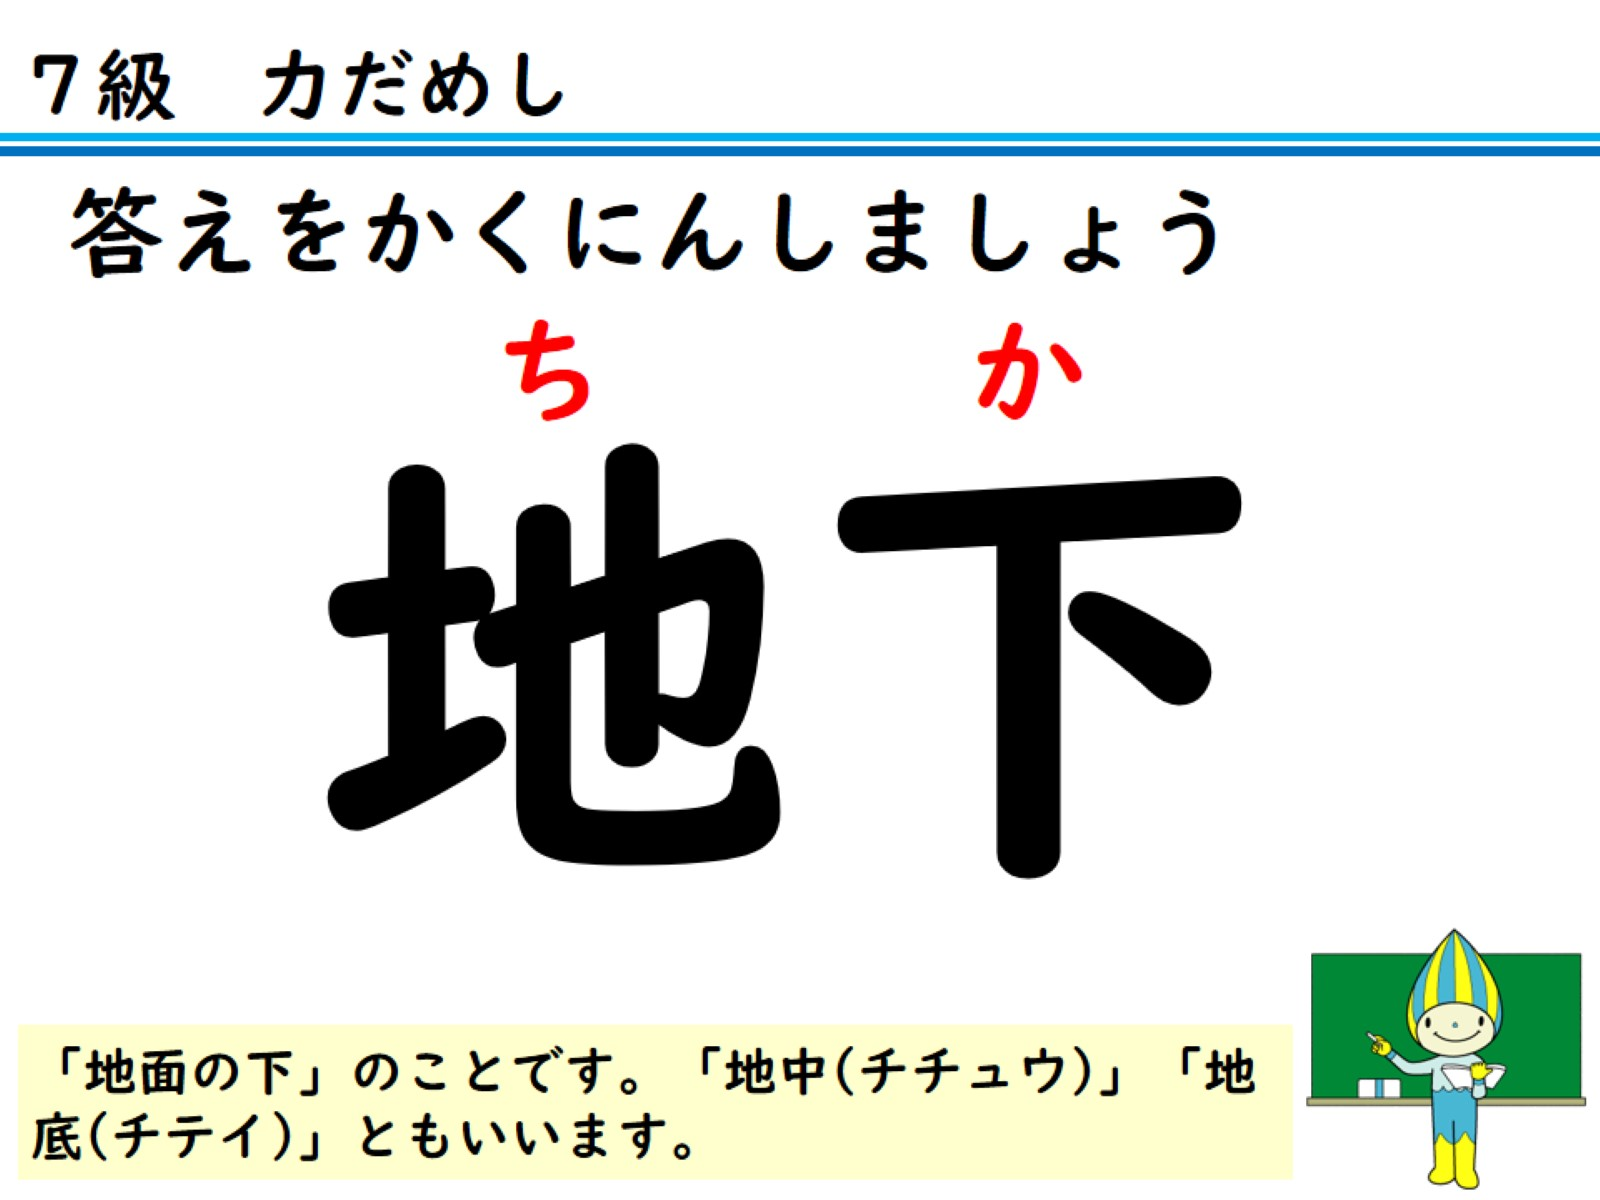 ７級　力だめし
答えをかくにんしましょう
ち　か
地下
「地面の下」のことです。「地中(チチュウ)」「地
底(チテイ)」ともいいます。